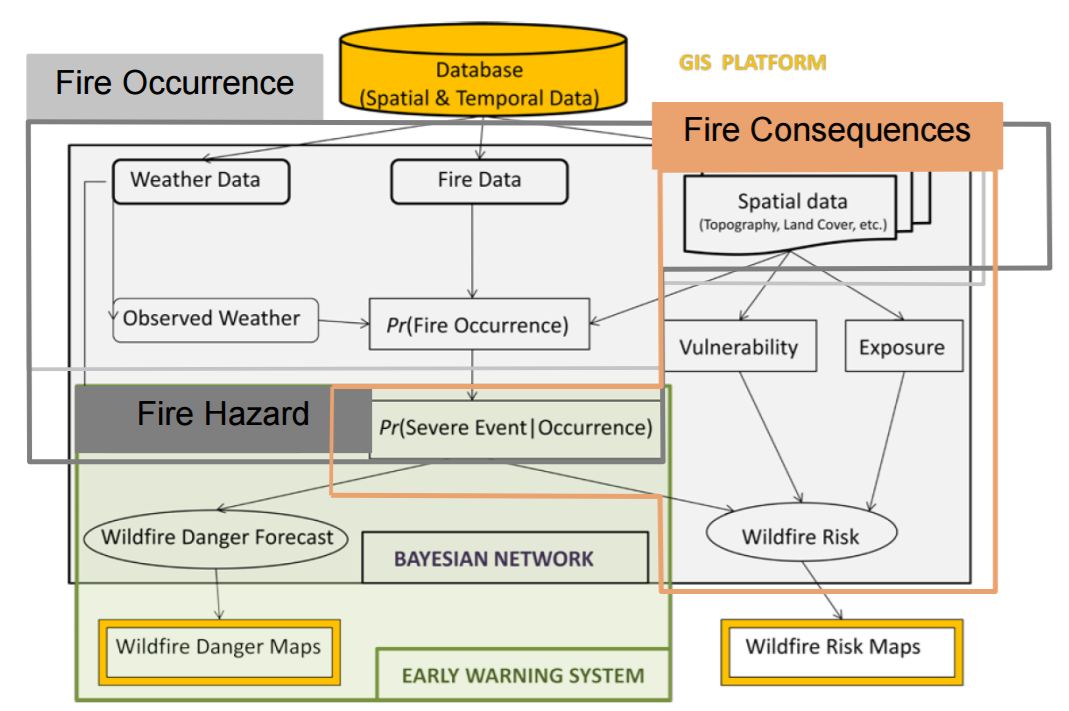 GIS PLATFORM
Database
(Spatial & Temporal Data)
Fire Occurrence
Fire Consequences
Weather Data
Fire Data
Spatial data
(Topography, Land Cover, etc.)
Observed Weather
Pr(Fire Occurrence)
Vulnerability
Exposure
Fire Hazard
Pr(Severe Event|Occurrence)
Wildfire Danger Forecast
Wildfire Risk
BAYESIAN NETWORK
Wildfire Danger Maps
Wildfire Risk Maps
EARLY WARNING SYSTEM